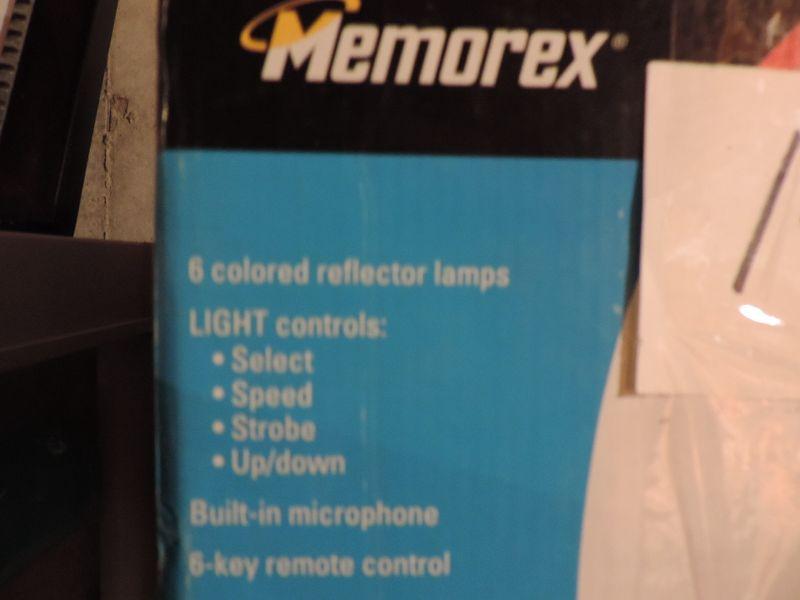 Memorex®
6 colored reflector lamps
LIGHT controls:
• Select
• Speed
• Strobe
• Up/down
Built-in microphone
6-key remote control